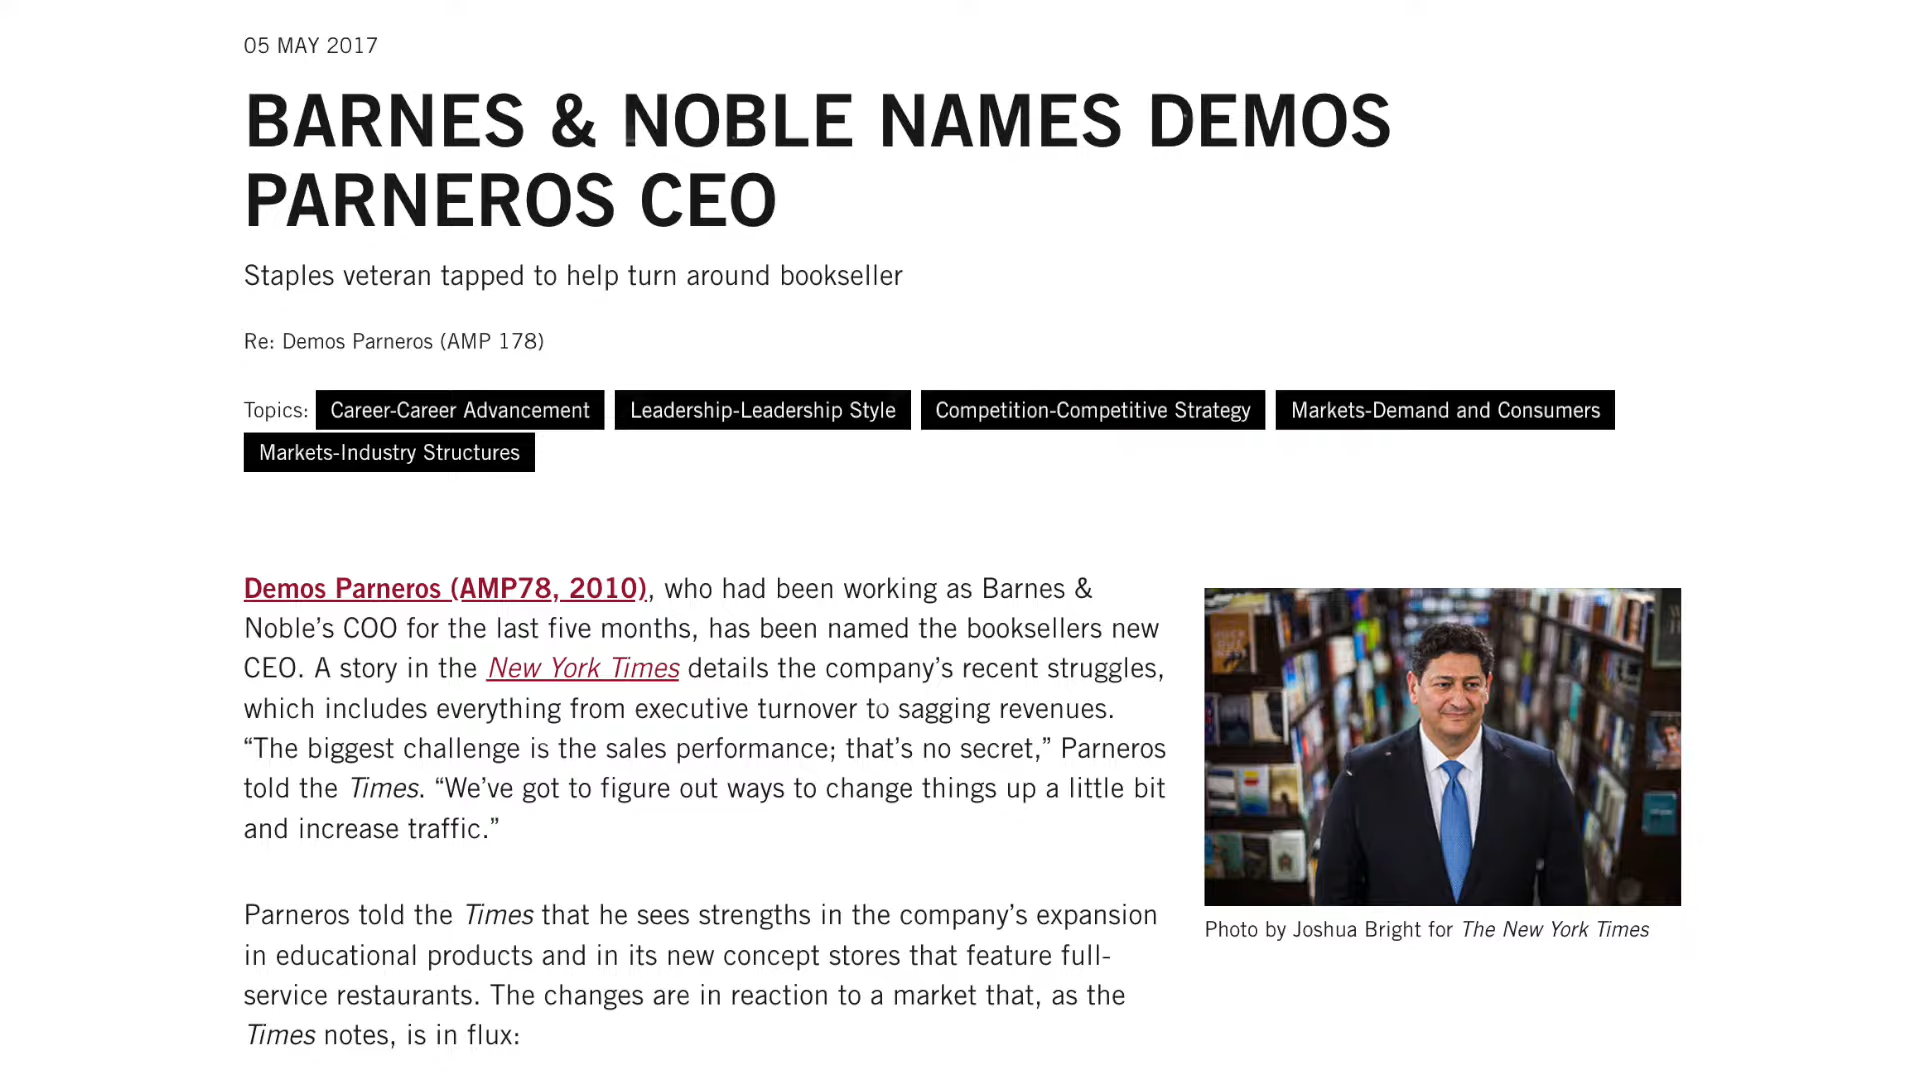 05 MAY 2017
BARNES & NOBLE NAMES DEMOS
PARNEROS CEO
Staples veteran tapped to help turn around bookseller
Re: Demos Parneros (AMP 178)
Topics: Career-Career Advancement Leadership-Leadership Style Competition-Competitive Strategy Markets-Demand and Consumers
Markets-Industry Structures
Demos Parneros (AMP78, 2010), who had been working as Barnes &
Noble’s COO for the last five months, has been named the booksellers new
CEO. A story in the New York Times details the company’s recent struggles,
which includes everything from executive turnover to sagging revenues.
“The biggest challenge is the sales performance; that’s no secret,” Parneros
told the Times. “We’ve got to figure out ways to change things up a little bit
and increase traffic.”
Parneros told the Times that he sees strengths in the company’s expansion
in educational products and in its new concept stores that feature full-
service restaurants. The changes are in reaction to a market that, as the
Times notes, is in flux:
Photo by Joshua Bright for The New York Times